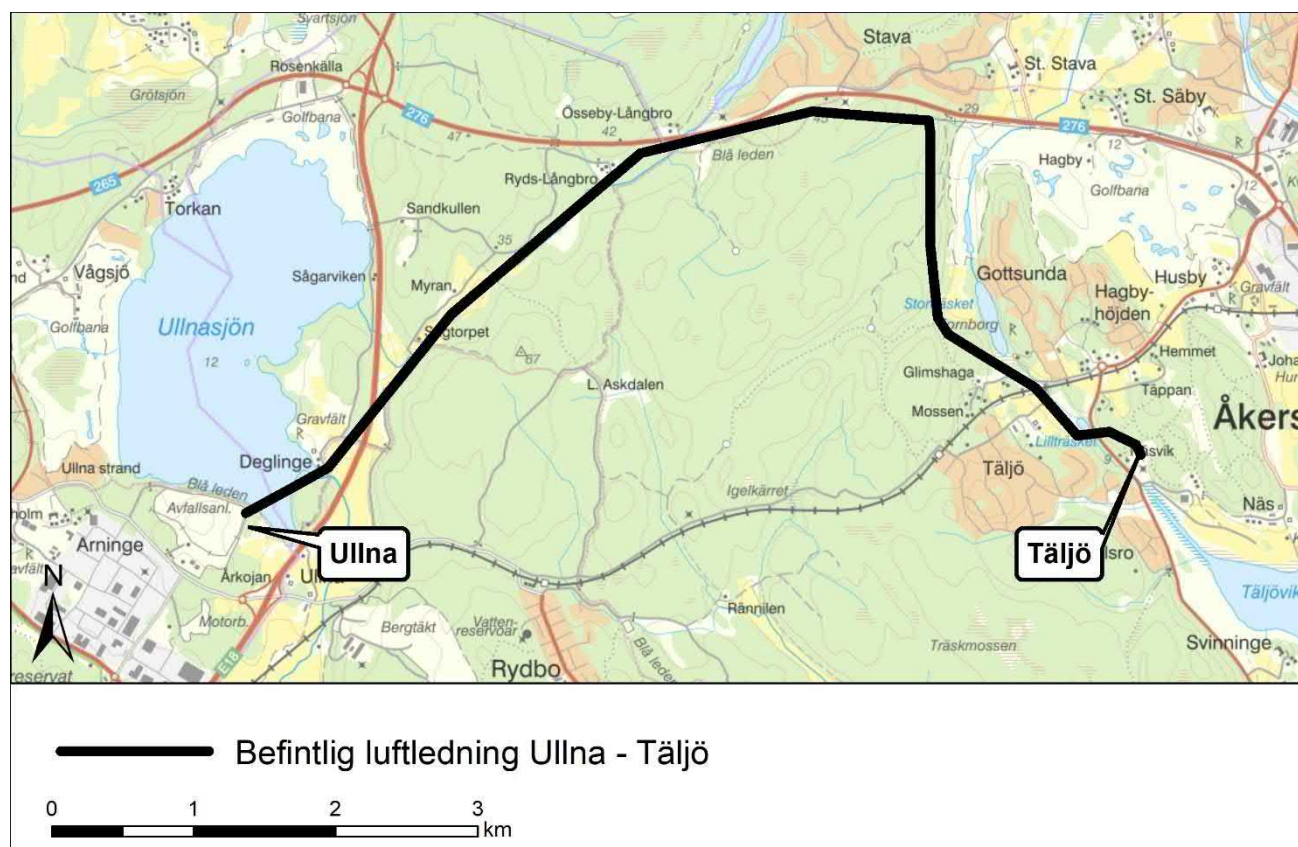 Svartsjön
Stava
Rosenkälla
St. Stava
Grötsjön
St. Säby
Golfbana
276
Össeby-Långbro
45
29
47
42
276
Blå leden
12
Hagby
265
Ryds-Långbro
Golfbana
12
Torkan
Sandkullen
35
Vågsjö
Sågarviken
Gottsunda
Husby
Myran
Gravfält
Hagby-
höjden
Golfbana
Ullnasjön
12
67
Hemmet
Glimshaga
L. Askdalen
Täppan
Mossen
Åkers
Gravfält
Lillträsket
Deglinge
9
Ullna strand
Täljö
Blå leden
Igelkärret
Näs
Avfallsanl.
Arninge
Ullna
Täljö
N
Årkojan
Rännilen
Motorb.
Bergtäkt
Vatten-
reservoar
Blå leden
Träskmossen
Svinninge
E18
Rydbo
Befintlig luftledning Ullna - Täljö
0 1 2 3
km